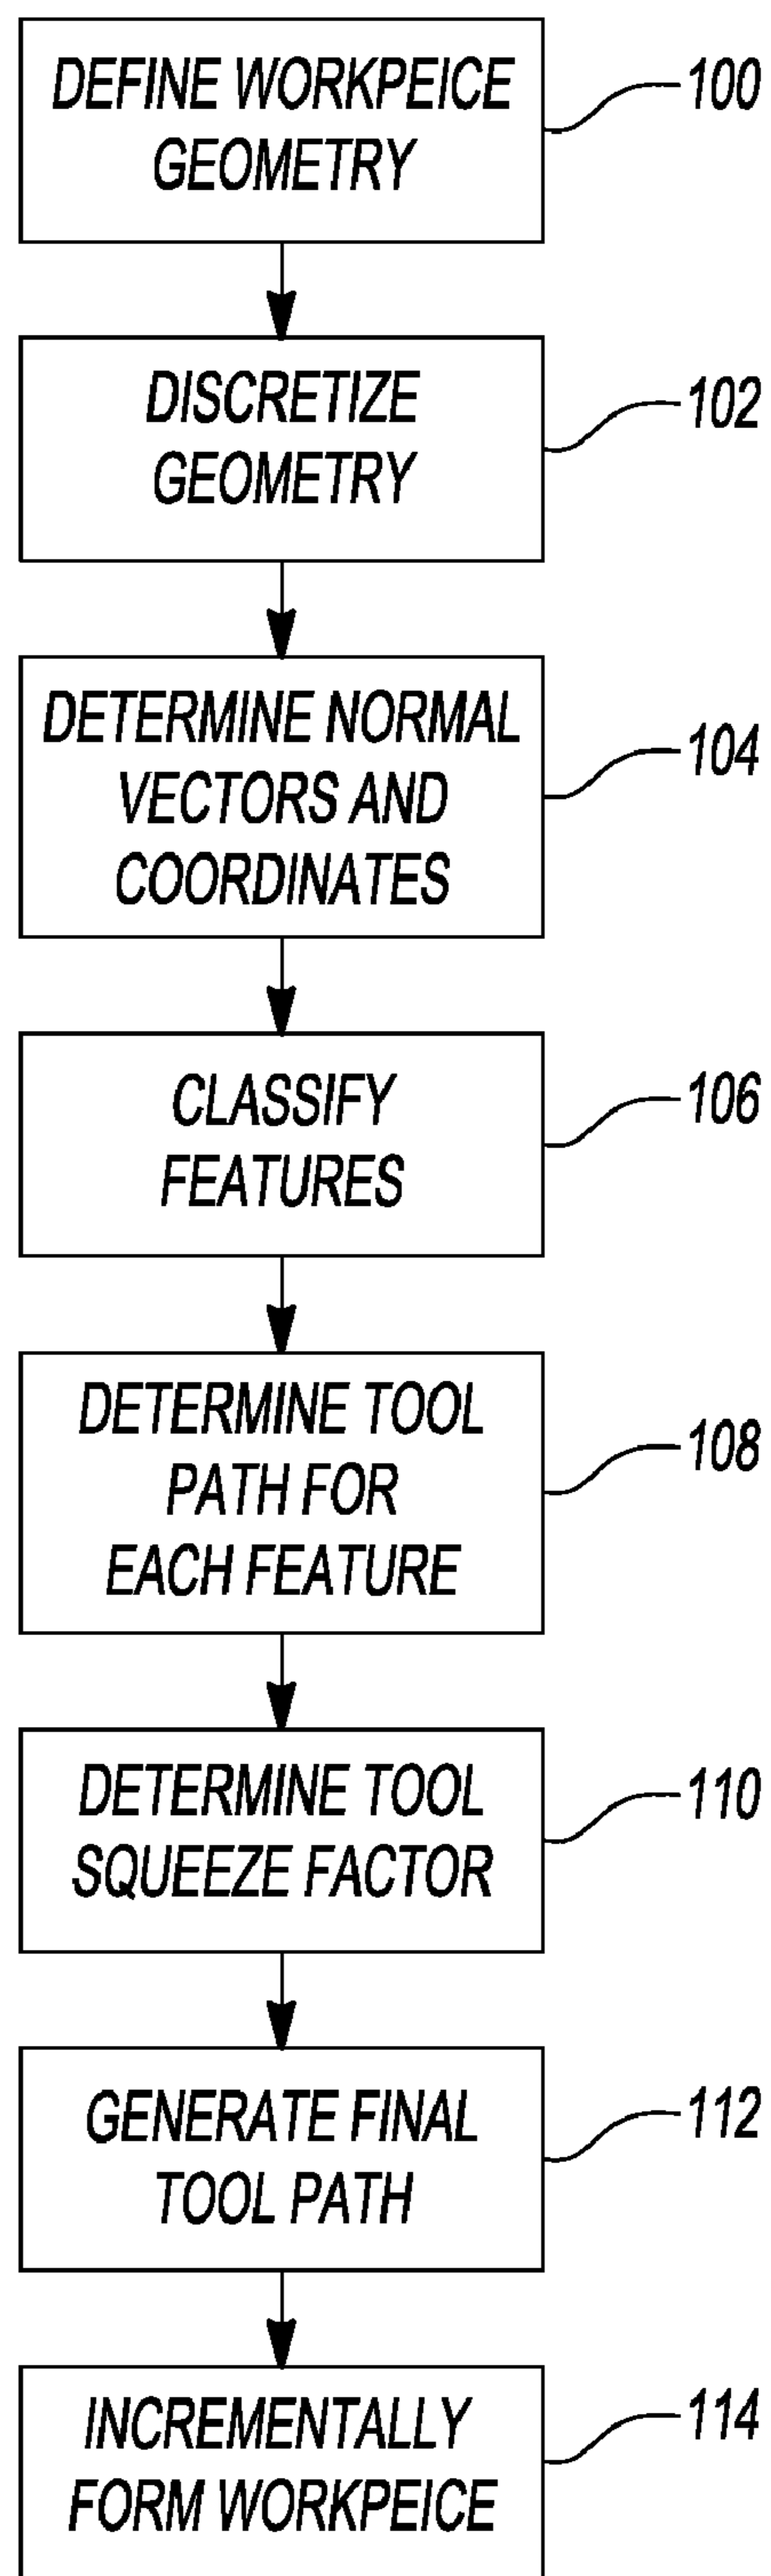 DEFINE WORKPEICE
GEOMETRY
100
DISCRETIZE
GEOMETRY
102
DETERMINE NORMAL
VECTORS AND
COORDINATES
104
CLASSIFY
FEATURES
106
DETERMINE TOOL
PATH FOR
EACH FEATURE
108
DETERMINE TOOL
SQUEEZE FACTOR
110
GENERATE FINAL
TOOL PATH
112
INCREMENTALLY
FORM WORKPEICE
114